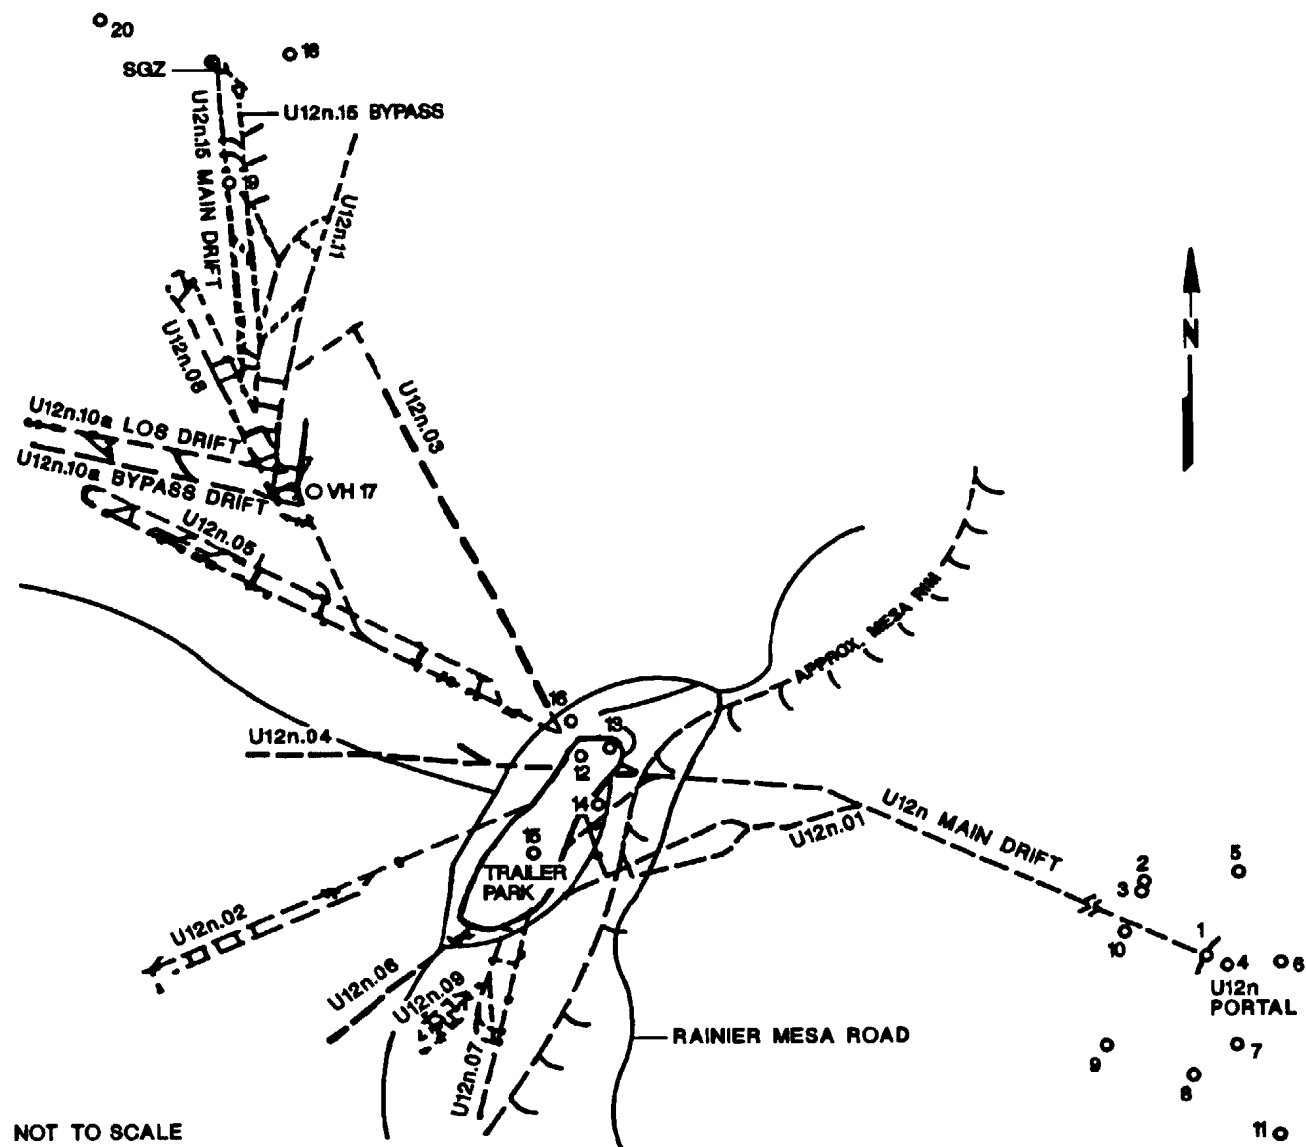 20
18
SGZ
U12n.15 BYPASS
U12n.15 MAIN DRIFT
U12n.11
U12n.08
U12n.03
U12n.10a LOS DRIFT
N
U12n.10a BYPASS DRIFT
VH 17
U12n.05
APPROX. MESA RIM
16
13
U12n.04
12
14
U12n MAIN DRIFT
U12n.01
15
TRAILER
PARK
2
5
3
U12n.02
10
1
4
6
U12n
PORTAL
U12n.06
U12n.09
U12n.07
RAINIER MESA ROAD
9
7
8
11
NOT TO SCALE